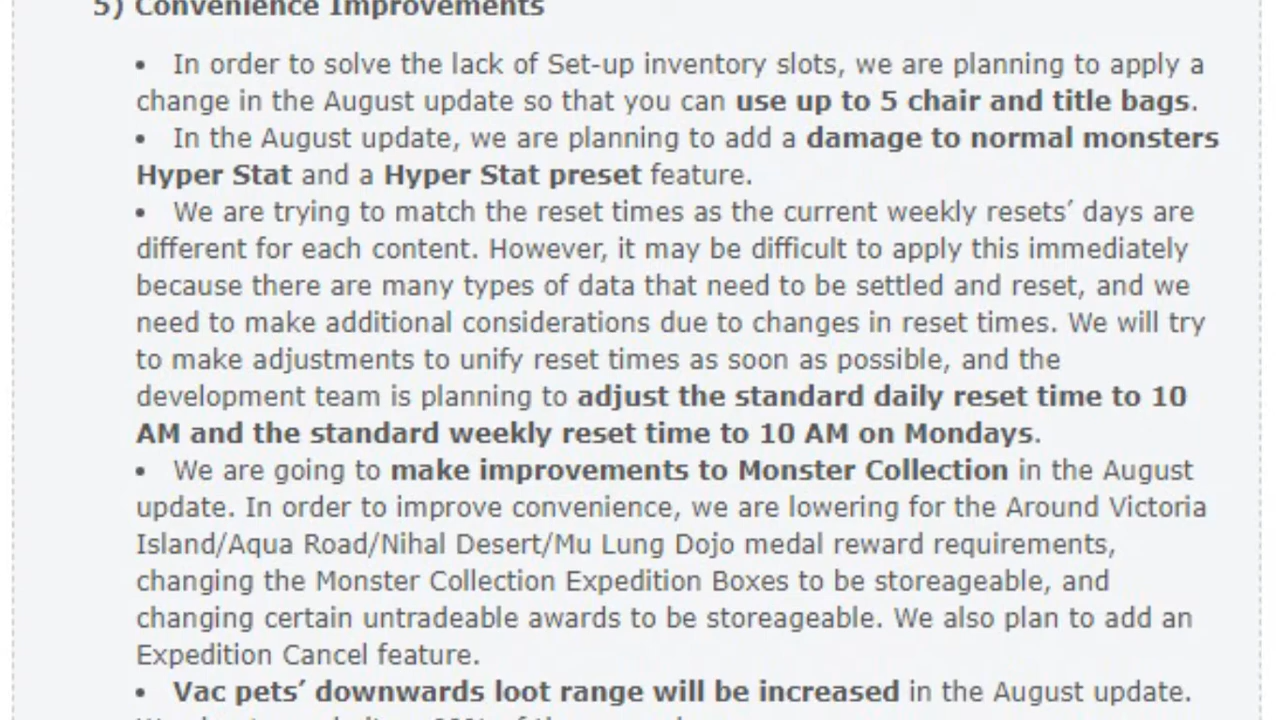 5) Convenience Improvements
• In order to solve the lack of Set-up inventory slots, we are planning to apply a
change in the August update so that you can use up to 5 chair and title bags.
• In the August update, we are planning to add a damage to normal monsters
Hyper Stat and a Hyper Stat preset feature.
• We are trying to match the reset times as the current weekly resets’ days are
different for each content. However, it may be difficult to apply this immediately
because there are many types of data that need to be settled and reset, and we
need to make additional considerations due to changes in reset times. We will try
to make adjustments to unify reset times as soon as possible, and the
development team is planning to adjust the standard daily reset time to 10
AM and the standard weekly reset time to 10 AM on Mondays.
• We are going to make improvements to Monster Collection in the August
update. In order to improve convenience, we are lowering for the Around Victoria
Island/Aqua Road/Nihal Desert/Mu Lung Dojo medal reward requirements,
changing the Monster Collection Expedition Boxes to be storeageable, and
changing certain untradeable awards to be storeageable. We also plan to add an
Expedition Cancel feature.
• Vac pets’ downwards loot range will be increased in the August update.